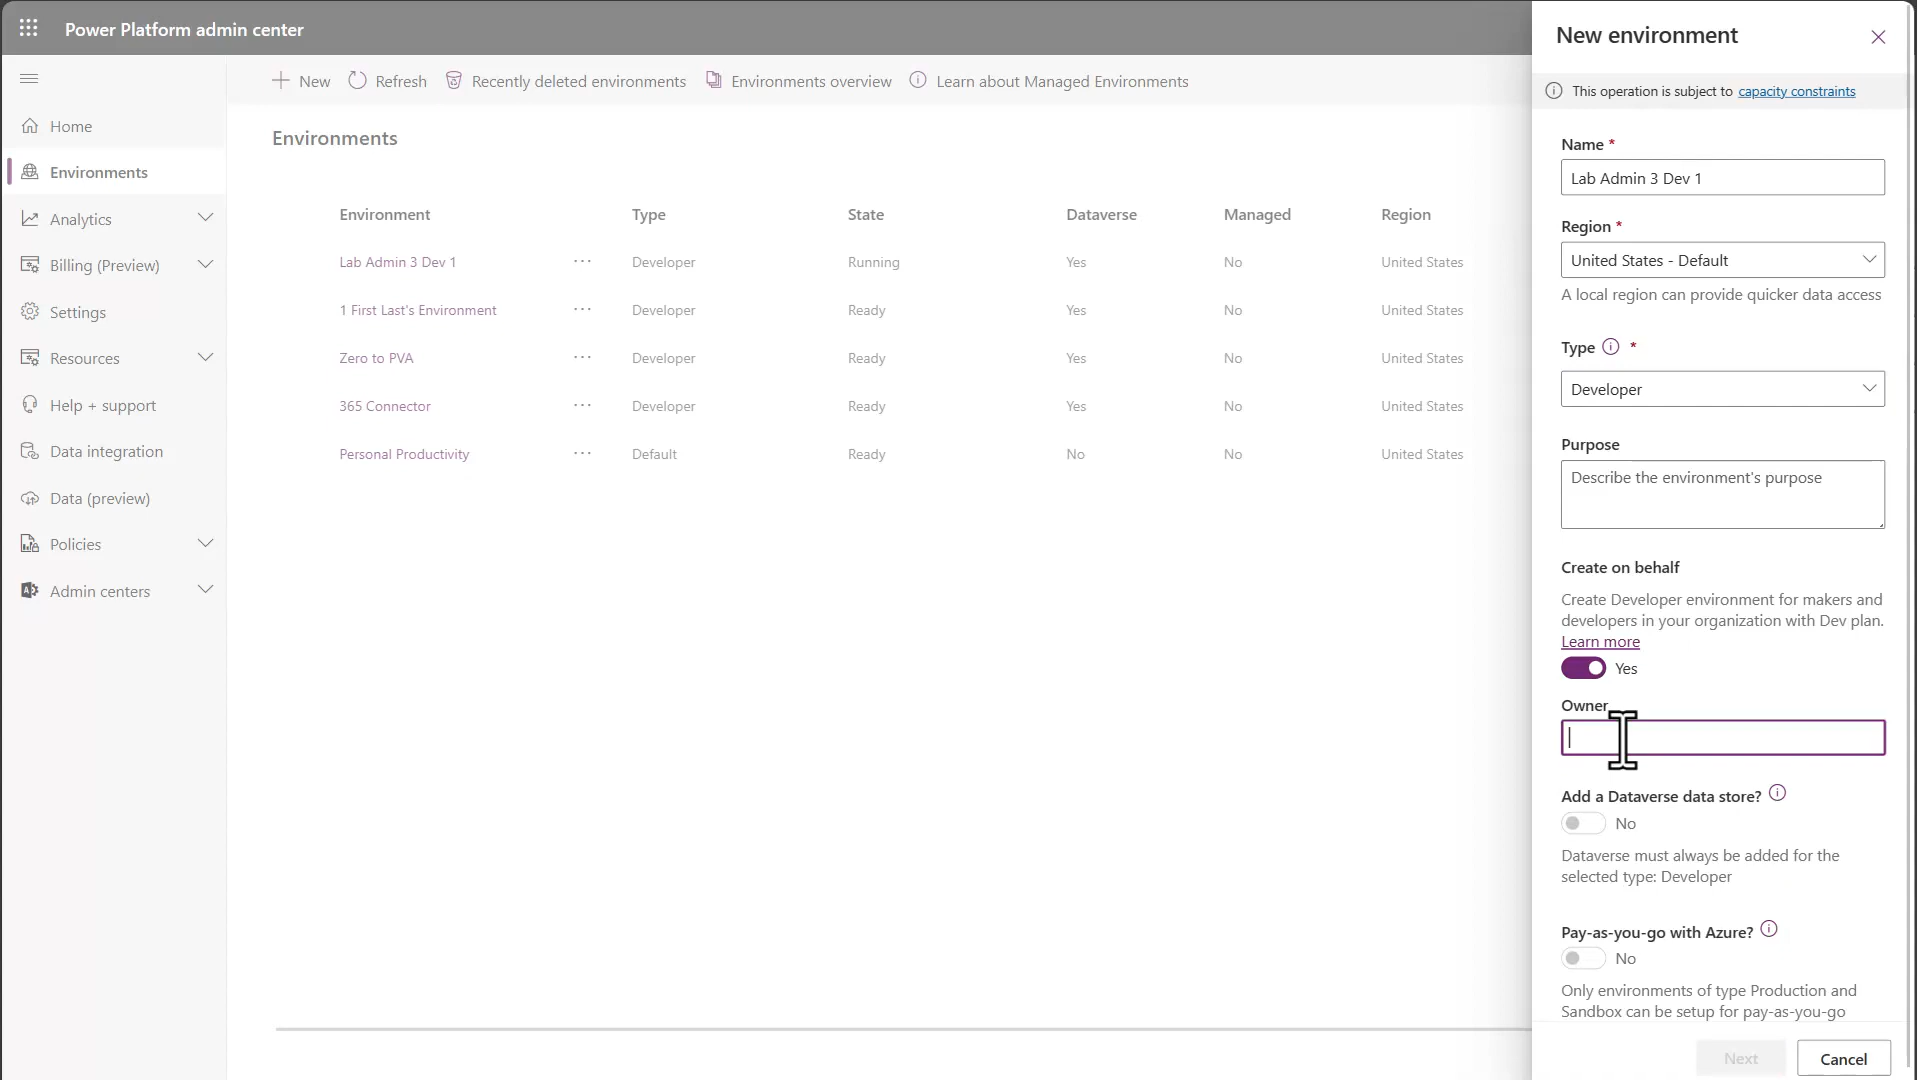 Power Platform admin center
New
Refresh
Recently deleted environments
Environments overview
Learn about Managed Environments
Home
Environments
Analytics
Billing (Preview)
Settings
Resources
Help + support
Data integration
Data (preview)
Policies
Admin centers
Environments
Environment Type State Dataverse Managed Region
Lab Admin 3 Dev 1 ··· Developer Running Yes No United States
1 First Last's Environment ··· Developer Ready Yes No United States
Zero to PVA ··· Developer Ready Yes No United States
365 Connector ··· Developer Ready Yes No United States
Personal Productivity ··· Default Ready No No United States
New environment
This operation is subject to capacity constraints
Name *
Lab Admin 3 Dev 1
Region *
United States - Default
A local region can provide quicker data access
Type *
Developer
Purpose
Describe the environment's purpose
Create on behalf
Create Developer environment for makers and
developers in your organization with Dev plan.
Learn more
Yes
Owner
Add a Dataverse data store?
No
Dataverse must always be added for the
selected type: Developer
Pay-as-you-go with Azure?
No
Only environments of type Production and
Sandbox can be setup for pay-as-you-go
Next
Cancel